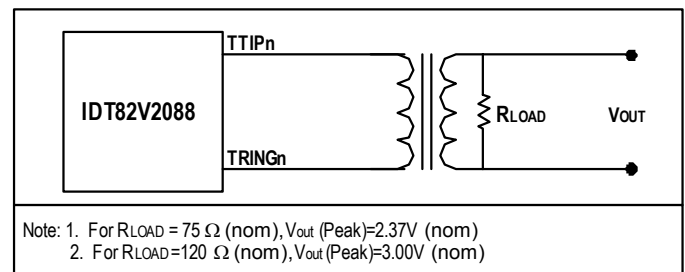 TTIPn
IDT82V2088
RLOAD
VOUT
TRINGn
Note: 1. For RLOAD = 75 Ω (nom), Vout (Peak)=2.37V (nom)
2. For RLOAD=120 Ω (nom), Vout (Peak)=3.00V (nom)